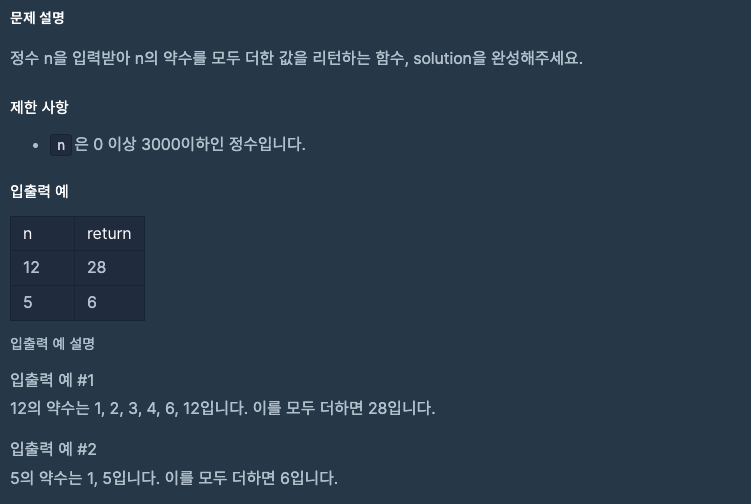 문제 설명
정수 n을 입력받아 n의 약수를 모두 더한 값을 리턴하는 함수, solution을 완성해주세요.
제한 사항
• n은 0 이상 3000이하인 정수입니다.
입출력 예
n return
12 28
5 6
입출력 예 설명
입출력 예 #1
12의 약수는 1, 2, 3, 4, 6, 12입니다. 이를 모두 더하면 28입니다.
입출력 예 #2
5의 약수는 1, 5입니다. 이를 모두 더하면 6입니다.